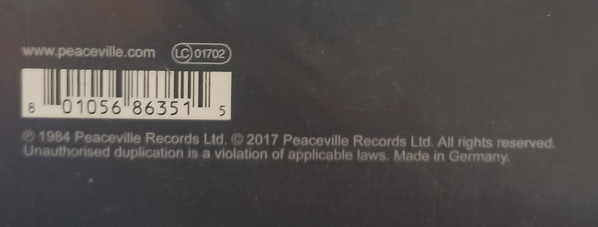 www.peaceville.com LC 01702
8 01056 86351 5
℗ 1984 Peaceville Records Ltd. © 2017 Peaceville Records Ltd. All rights reserved.
Unauthorised duplication is a violation of applicable laws. Made in Germany.